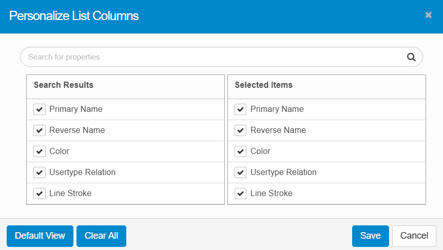 Personalize List Columns
Search for properties
Search Results
Selected Items
Primary Name
Primary Name
Reverse Name
Reverse Name
Color
Color
Usertype Relation
Usertype Relation
Line Stroke
Line Stroke
Default View
Clear All
Save
Cancel